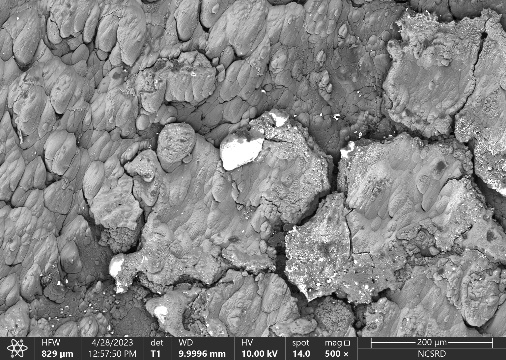 HFW 4/28/2023 det WD HV spot mag 200 µm
829 µm 12:57:50 PM T1 9.9996 mm 10.00 kV 14.0 500 × NCSRD